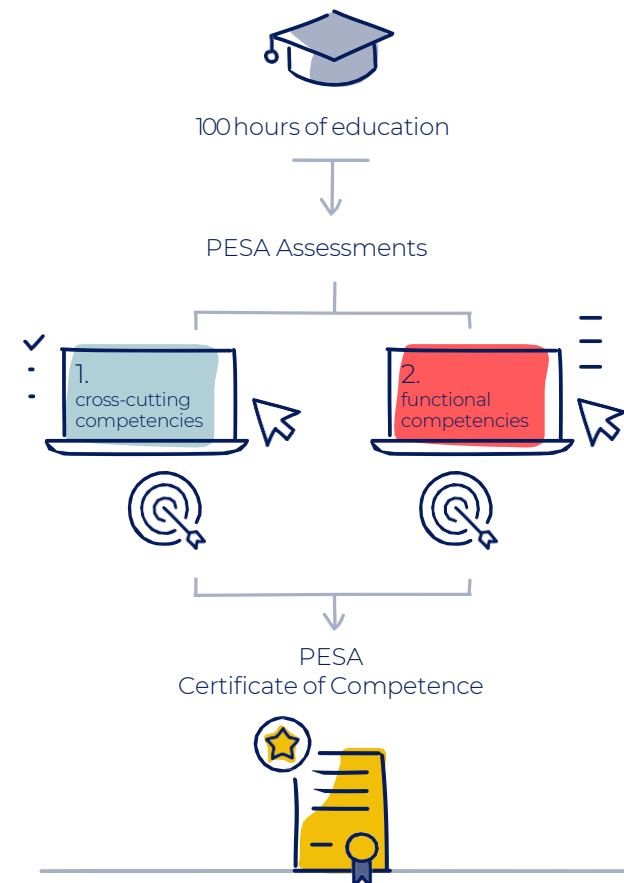 100 hours of education
PESA Assessments
1.
cross-cutting
competencies
2.
functional
competencies
PESA
Certificate of Competence